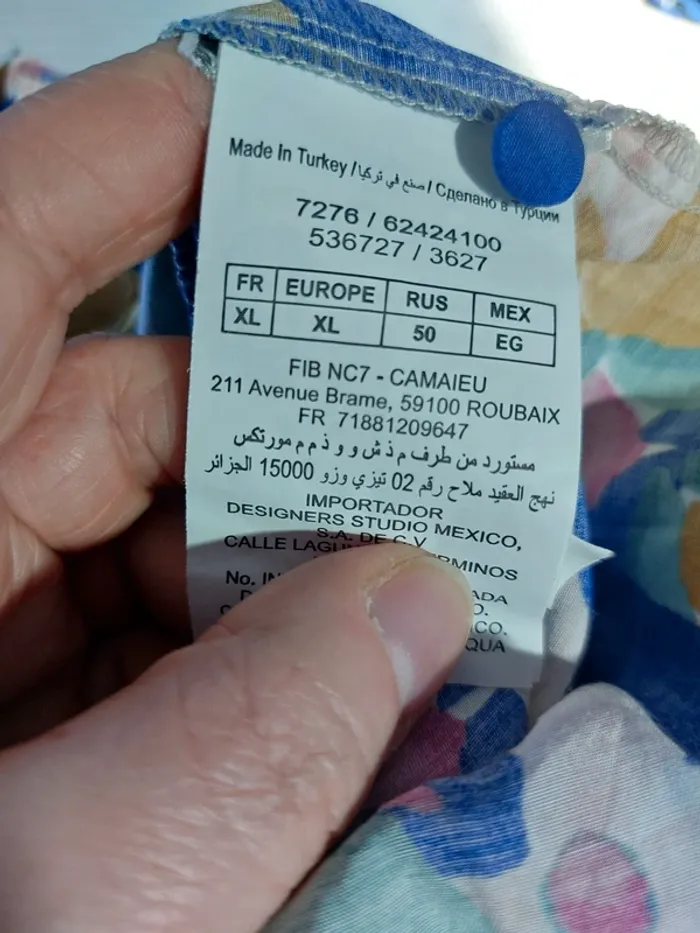 Made In Turkey / صنع في تركيا / Сделано в Турции
7276 / 62424100
536727 / 3627
FR EUROPE RUS MEX
XL XL 50 EG
FIB NC7 - CAMAIEU
211 Avenue Brame, 59100 ROUBAIX
FR 71881209647
مستورد من طرف م ذ ش و و ذ م م مورتكس
نهج العقيد ملاح رقم 02 تيزي وزو 15000 الجزائر
IMPORTADOR
DESIGNERS STUDIO MEXICO,
S.A. DE C.V
CALLE
No.